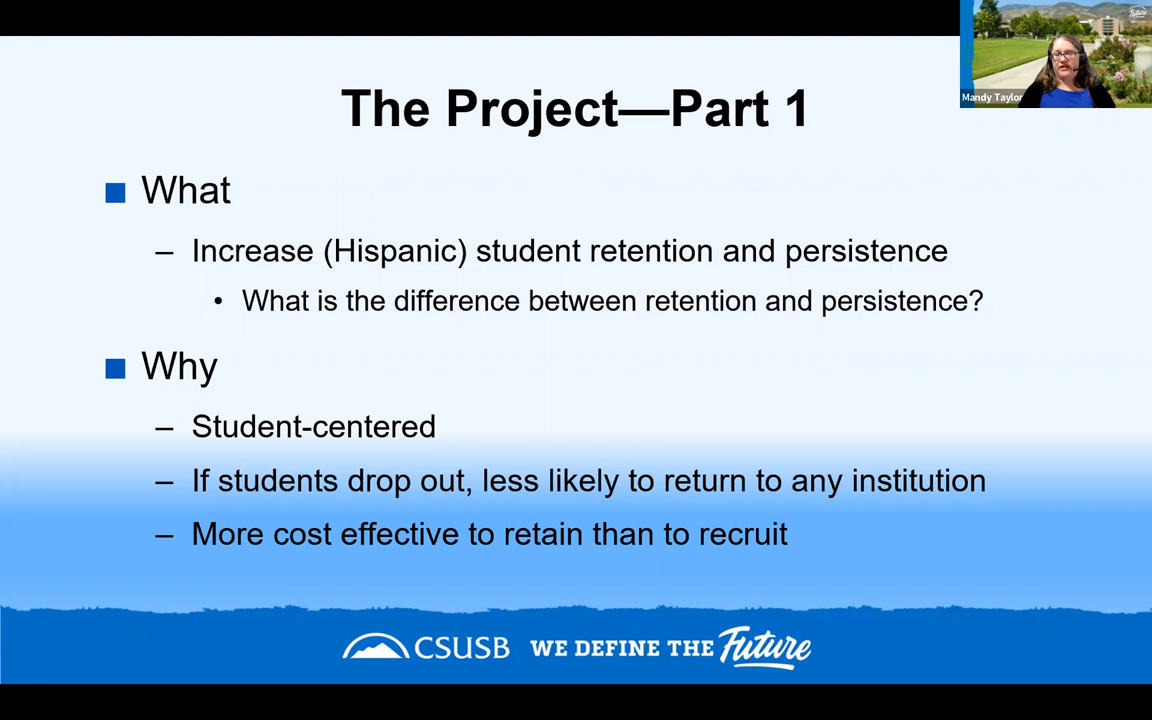 The Project—Part 1
What
– Increase (Hispanic) student retention and persistence
• What is the difference between retention and persistence?
Why
– Student-centered
– If students drop out, less likely to return to any institution
– More cost effective to retain than to recruit
CSUSB WE DEFINE THE Future
Mandy Taylor
Future